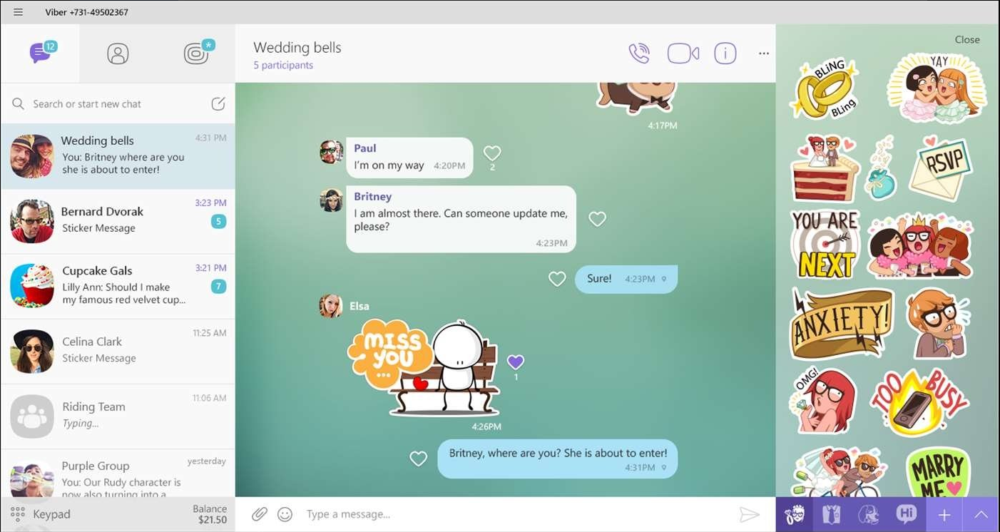 Viber +731-49502367
12
*
Search or start new chat
Wedding bells
4:31 PM
You: Britney where are you
she is about to enter!
Bernard Dvorak
3:23 PM
Sticker Message
5
Cupcake Gals
3:21 PM
Lilly Ann: Should I make
my famous red velvet cup...
7
Celina Clark
11:25 AM
Sticker Message
Riding Team
11:06 AM
Typing...
Purple Group
yesterday
You: Our Rudy character is
now also turning into a
Keypad
Balance
$21.50
Wedding bells
5 participants
...
4:17PM
Paul
I'm on my way 4:20PM
2
Britney
I am almost there. Can someone update me,
please?
4:23PM
Sure! 4:23PM
Elsa
MISS
YOU
...
1
4:26PM
Britney, where are you? She is about to enter!
4:31PM
Type a message...
Close
BLiNG
BLing
YAY
RSVP
YOU ARE
NEXT
ANXIETY!
OMG!
TOO
BUSY
MARRY
ME
Hi
+